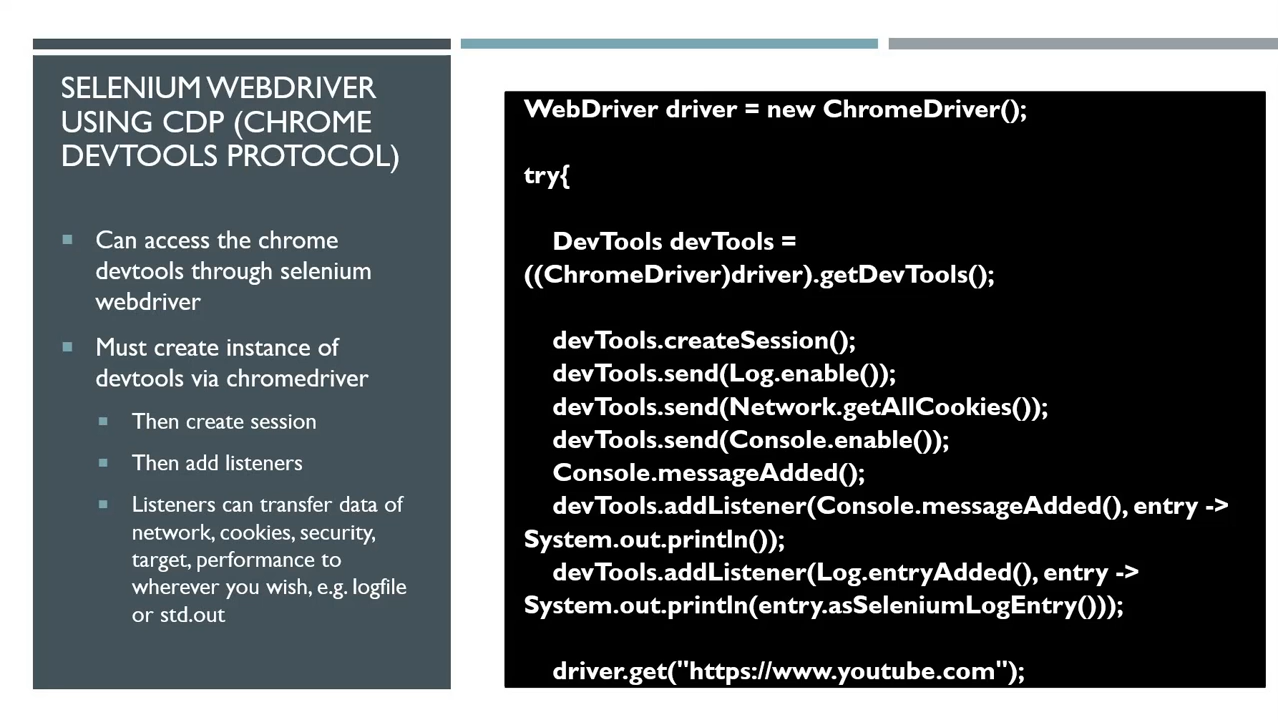 SELENIUM WEBDRIVER
USING CDP (CHROME
DEVTOOLS PROTOCOL)
Can access the chrome
devtools through selenium
webdriver
Must create instance of
devtools via chromedriver
Then create session
Then add listeners
Listeners can transfer data of
network, cookies, security,
target, performance to
wherever you wish, e.g. logfile
or std.out
WebDriver driver = new ChromeDriver();
try{
DevTools devTools =
((ChromeDriver)driver).getDevTools();
devTools.createSession();
devTools.send(Log.enable());
devTools.send(Network.getAllCookies());
devTools.send(Console.enable());
Console.messageAdded();
devTools.addListener(Console.messageAdded(), entry ->
System.out.println());
devTools.addListener(Log.entryAdded(), entry ->
System.out.println(entry.asSeleniumLogEntry()));
driver.get("https://www.youtube.com");